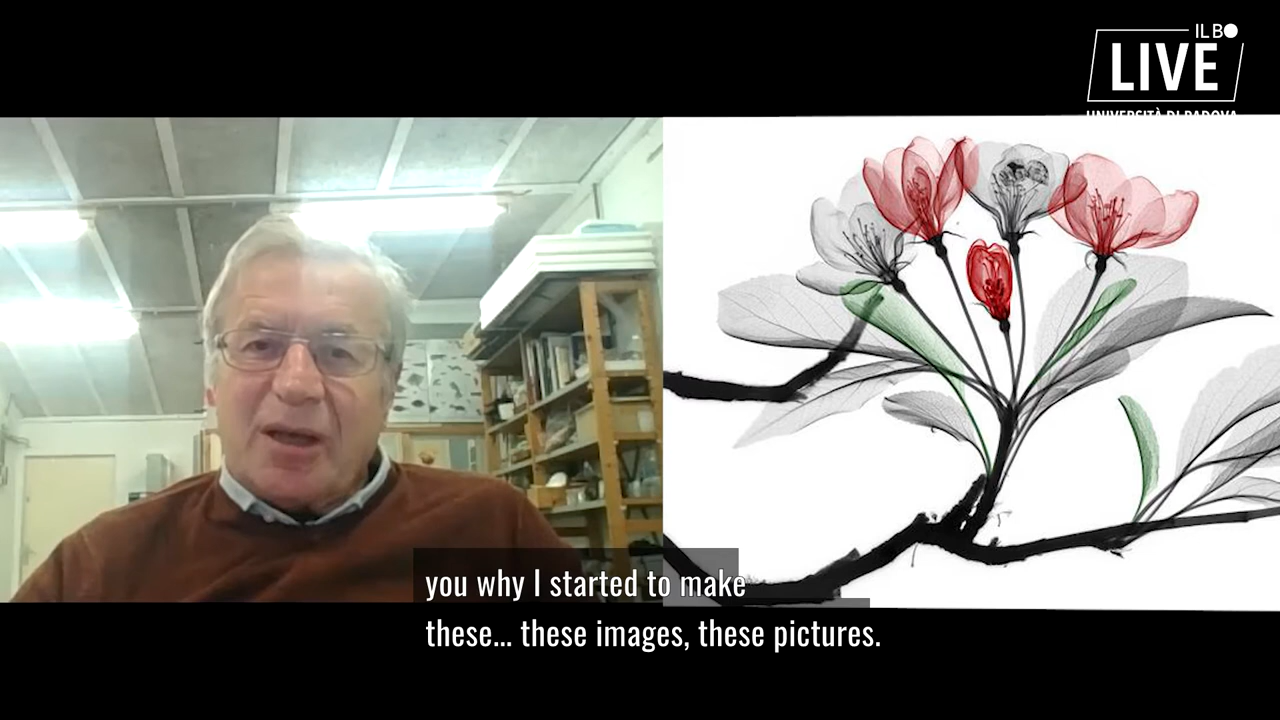 IL BO
LIVE
UNIVERSITÀ DI PADOVA
you why I started to make
these... these images, these pictures.